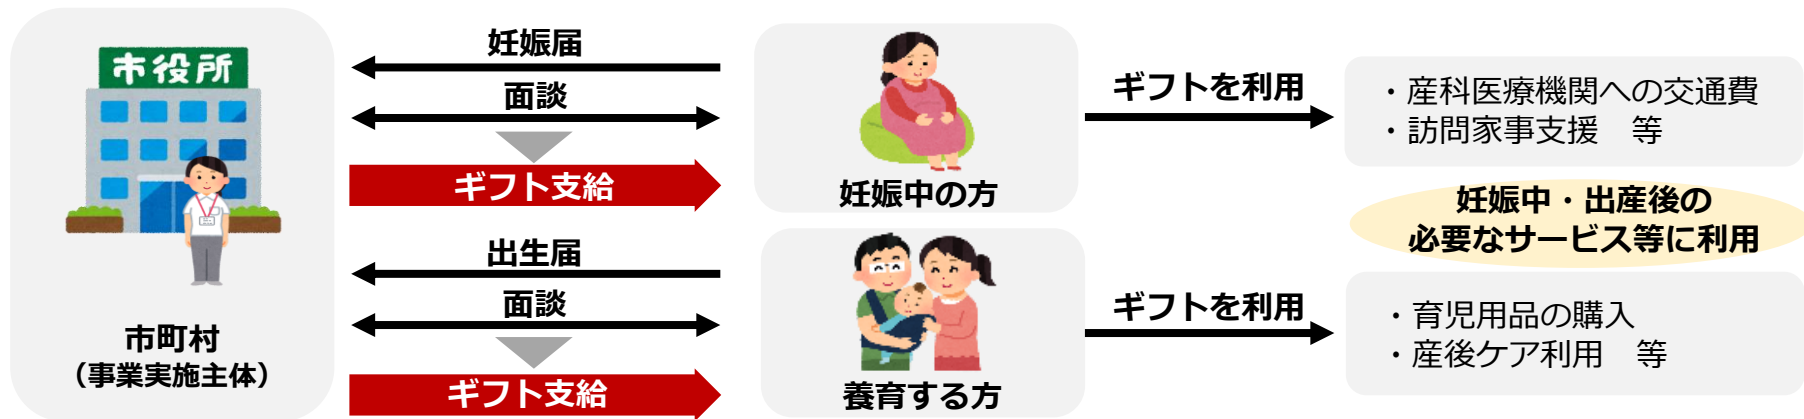 市役所
市町村
（事業実施主体）
妊娠届
面談
ギフト支給
妊娠中の方
ギフトを利用
・産科医療機関への交通費
・訪問家事支援　等
妊娠中・出産後の
必要なサービス等に利用
出生届
面談
ギフト支給
養育する方
ギフトを利用
・育児用品の購入
・産後ケア利用　等